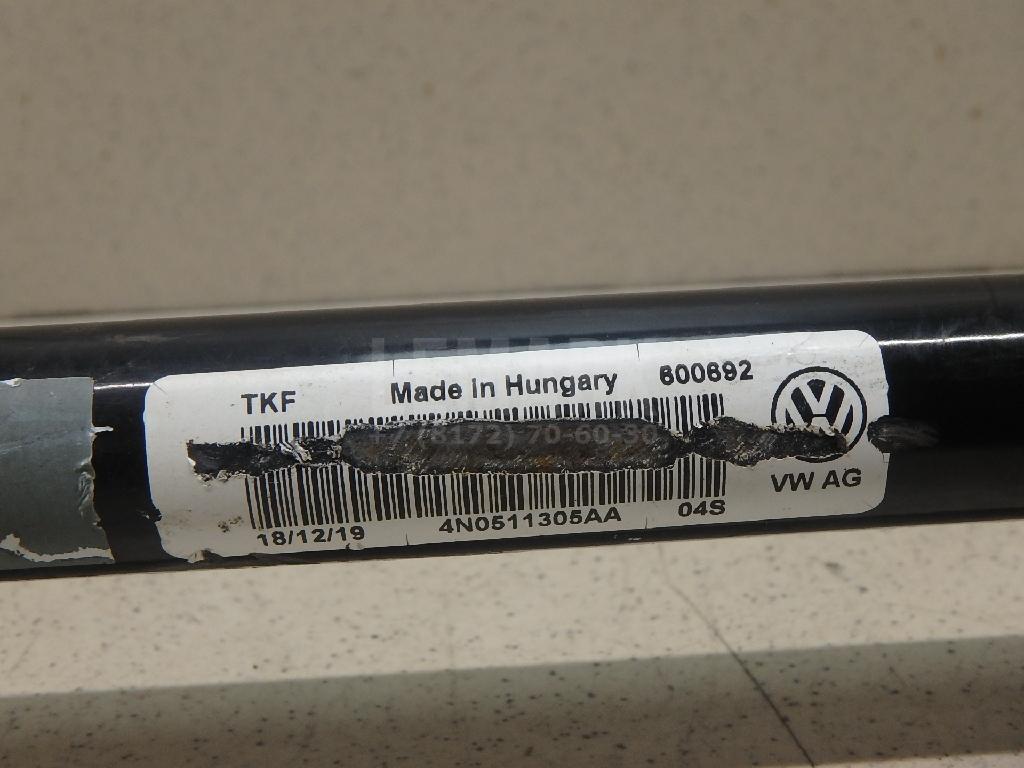 TKF Made in Hungary 600692
+7 (8172) 70-60-30
VW AG
18/12/19 4N0511305AA 04S